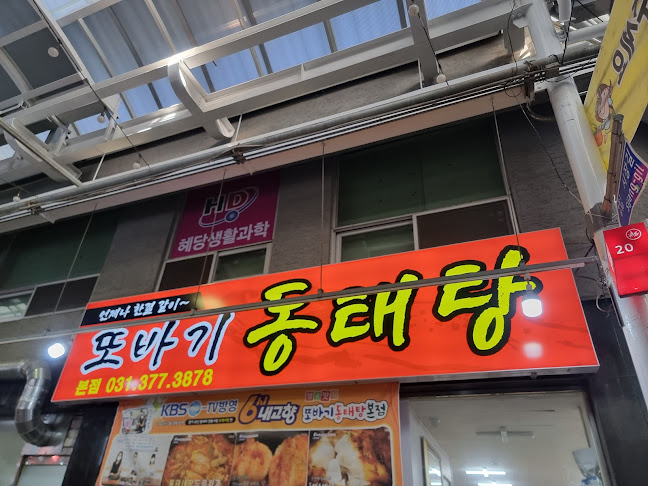 HD
혜당생활과학
언제나 한결 같이~
또바기 동태탕
본점 031.377.3878
KBS TV방영
6시 내고향
또바기동태탕본점
20